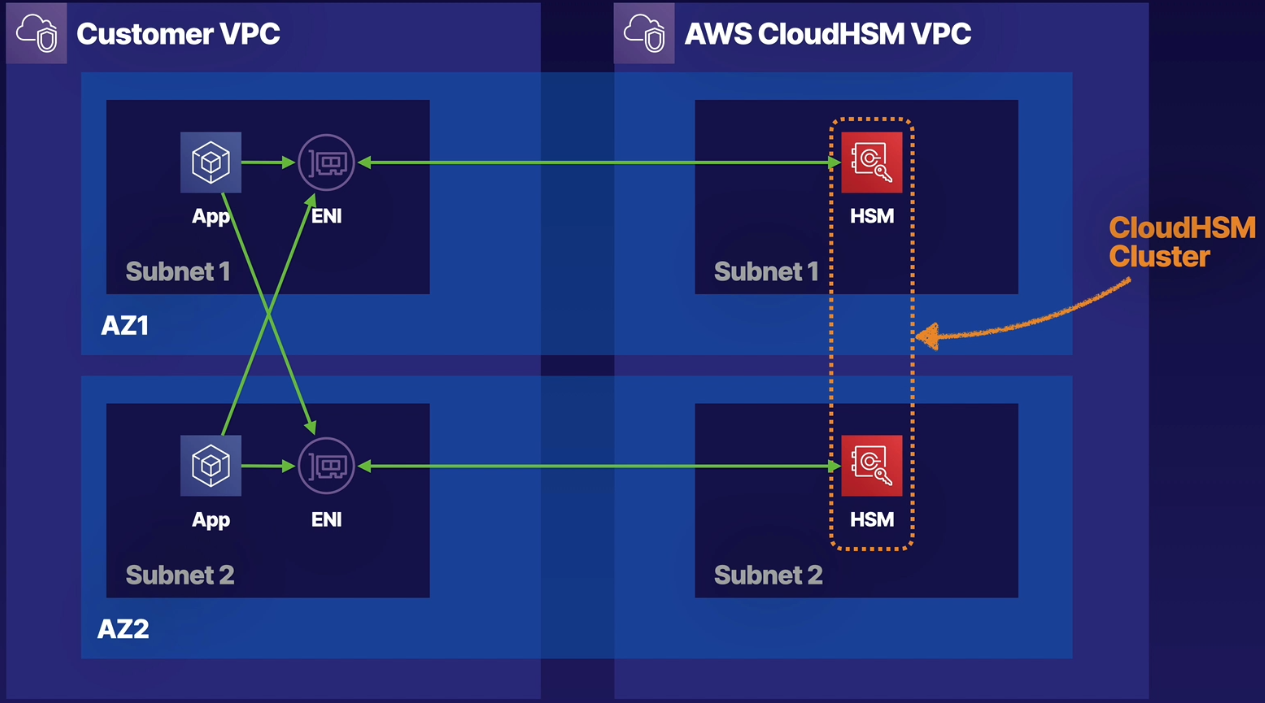 Customer VPC
AWS CloudHSM VPC
App
ENI
HSM
Subnet 1
Subnet 1
AZ1
CloudHSM
Cluster
App
ENI
HSM
Subnet 2
Subnet 2
AZ2